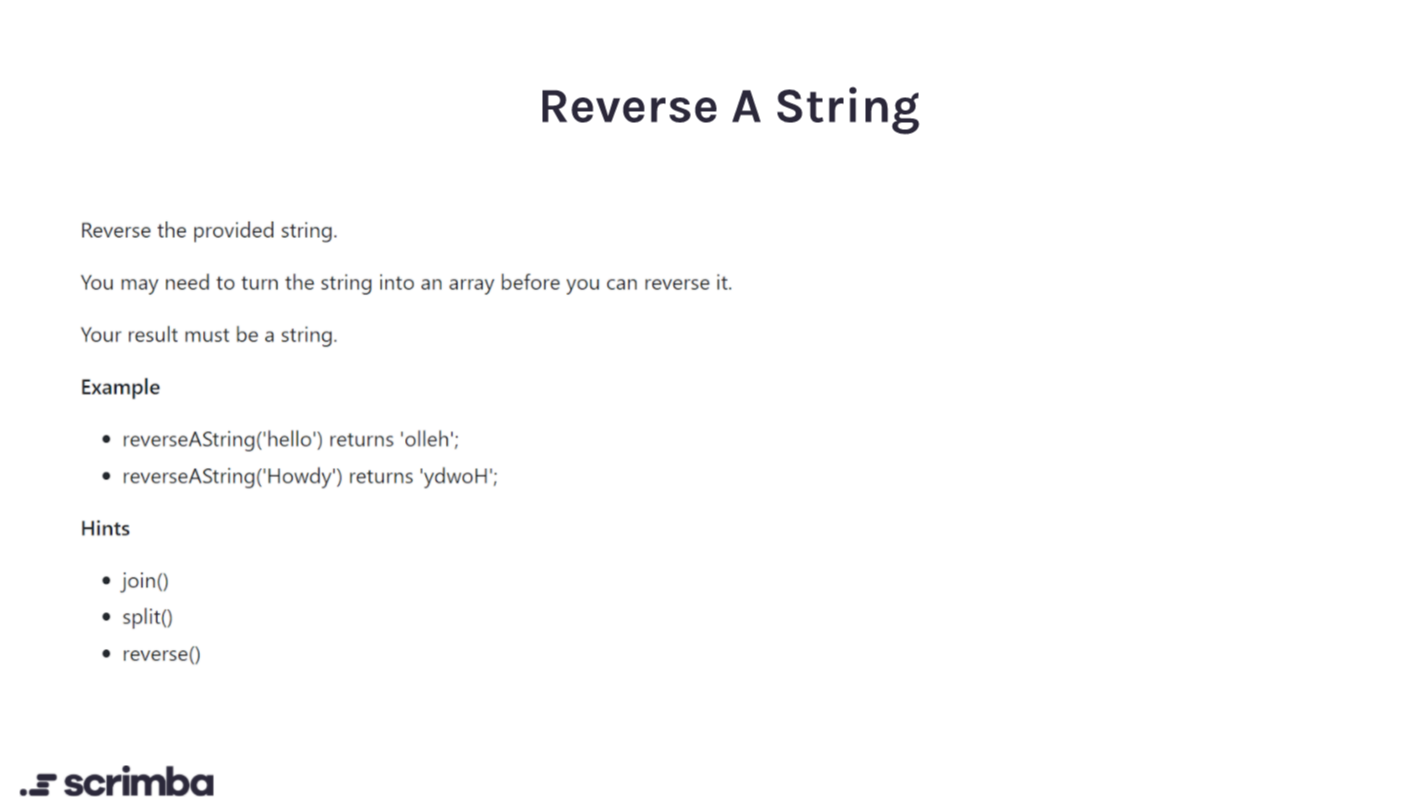 Reverse A String
Reverse the provided string.
You may need to turn the string into an array before you can reverse it.
Your result must be a string.
Example
reverseAString('hello') returns 'olleh';
reverseAString('Howdy') returns 'ydwoH';
Hints
join()
split()
reverse()
scrimba